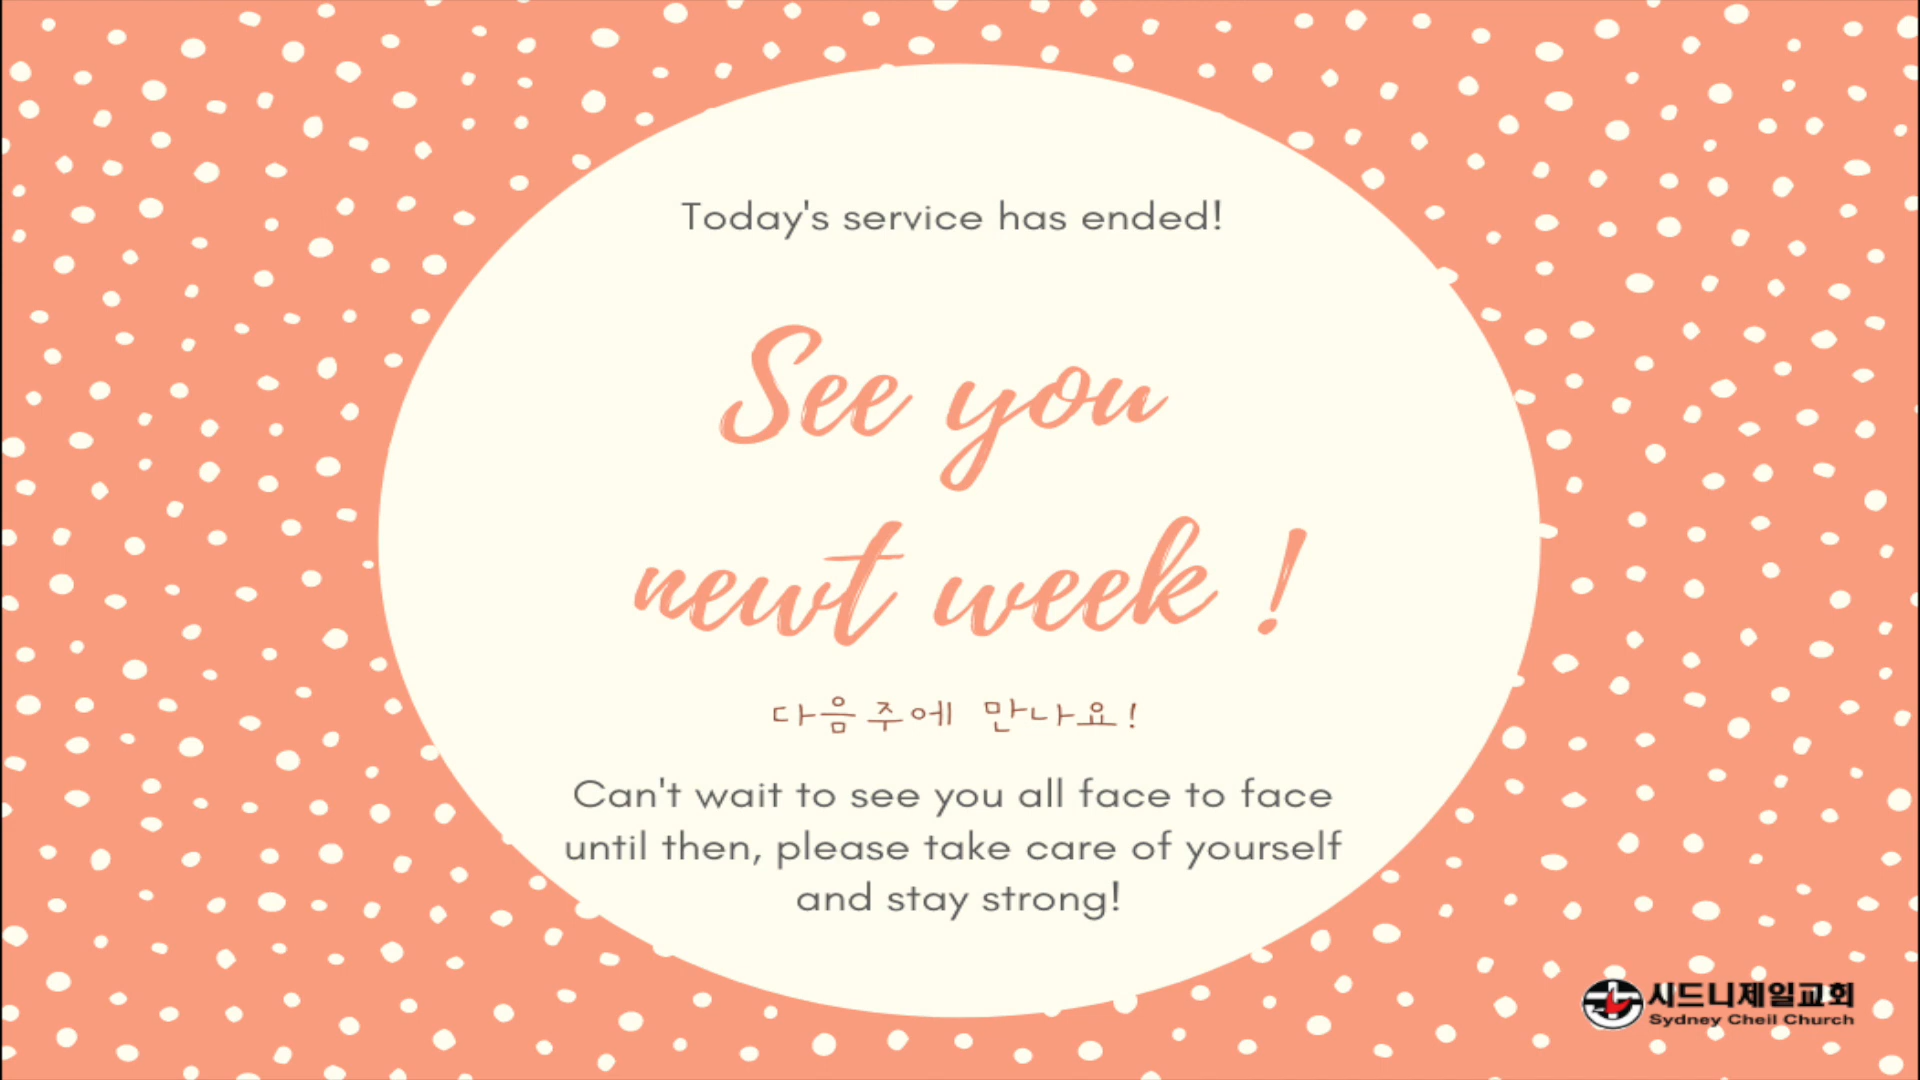 Today's service has ended!
See you
newt week !
다음주에 만나요!
Can't wait to see you all face to face
until then, please take care of yourself
and stay strong!
시드니제일교회
Sydney Cheil Church